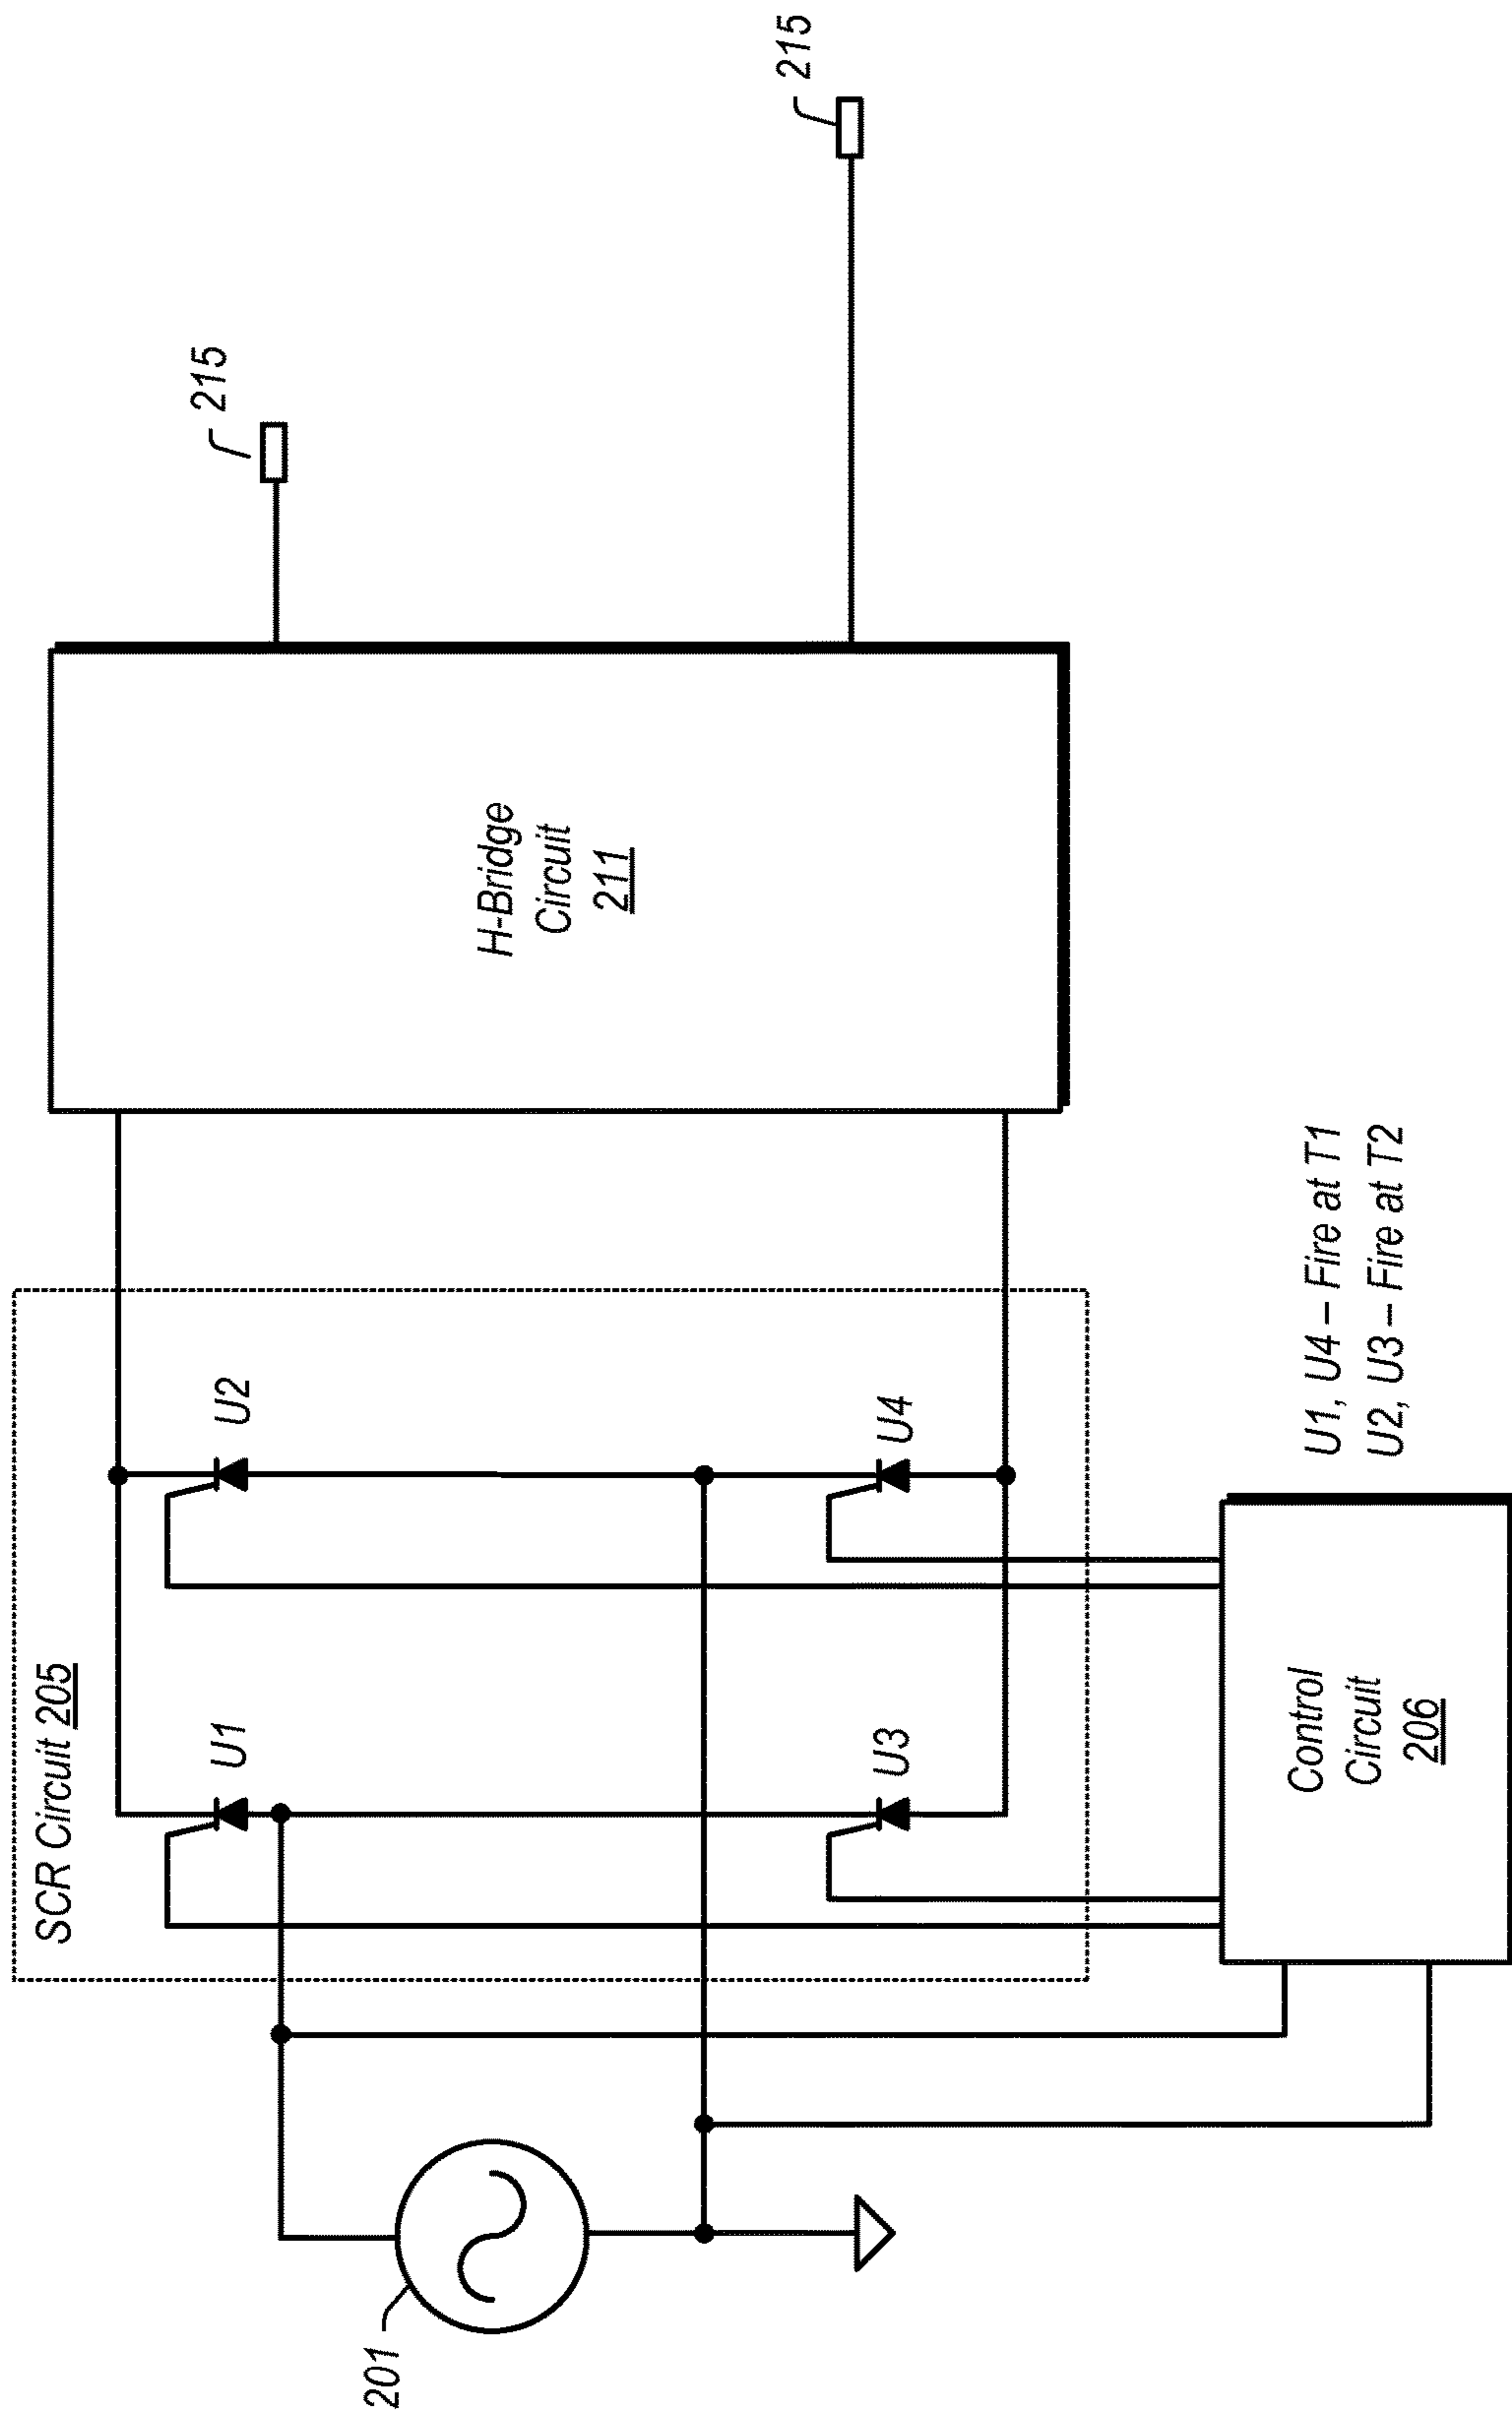 SCR Circuit 205
U1
U2
U3
U4
201
H-Bridge
Circuit
211
215
215
Control
Circuit
206
U1, U4 – Fire at T1
U2, U3 – Fire at T2